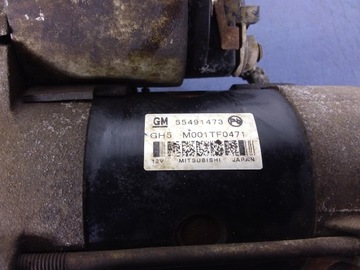 GM 55491473
GH5 M001TF0471
12V MITSUBISHI JAPAN